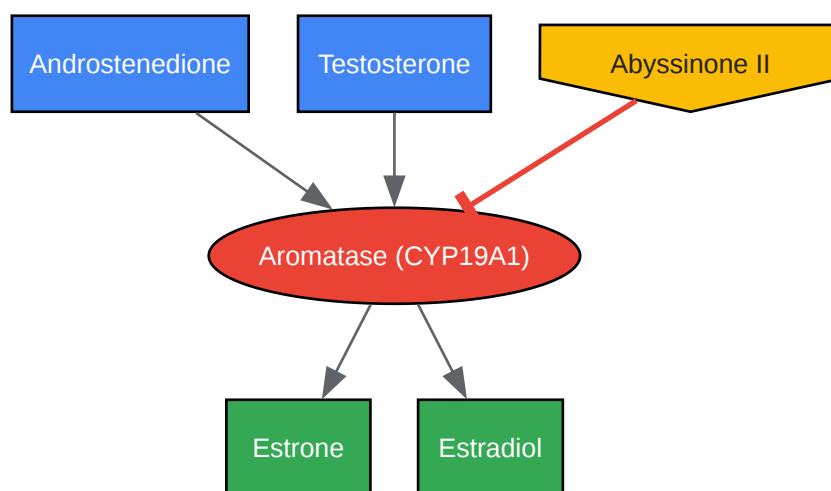 Androstenedione
Testosterone
Abyssinone II
Aromatase (CYP19A1)
Estrone
Estradiol